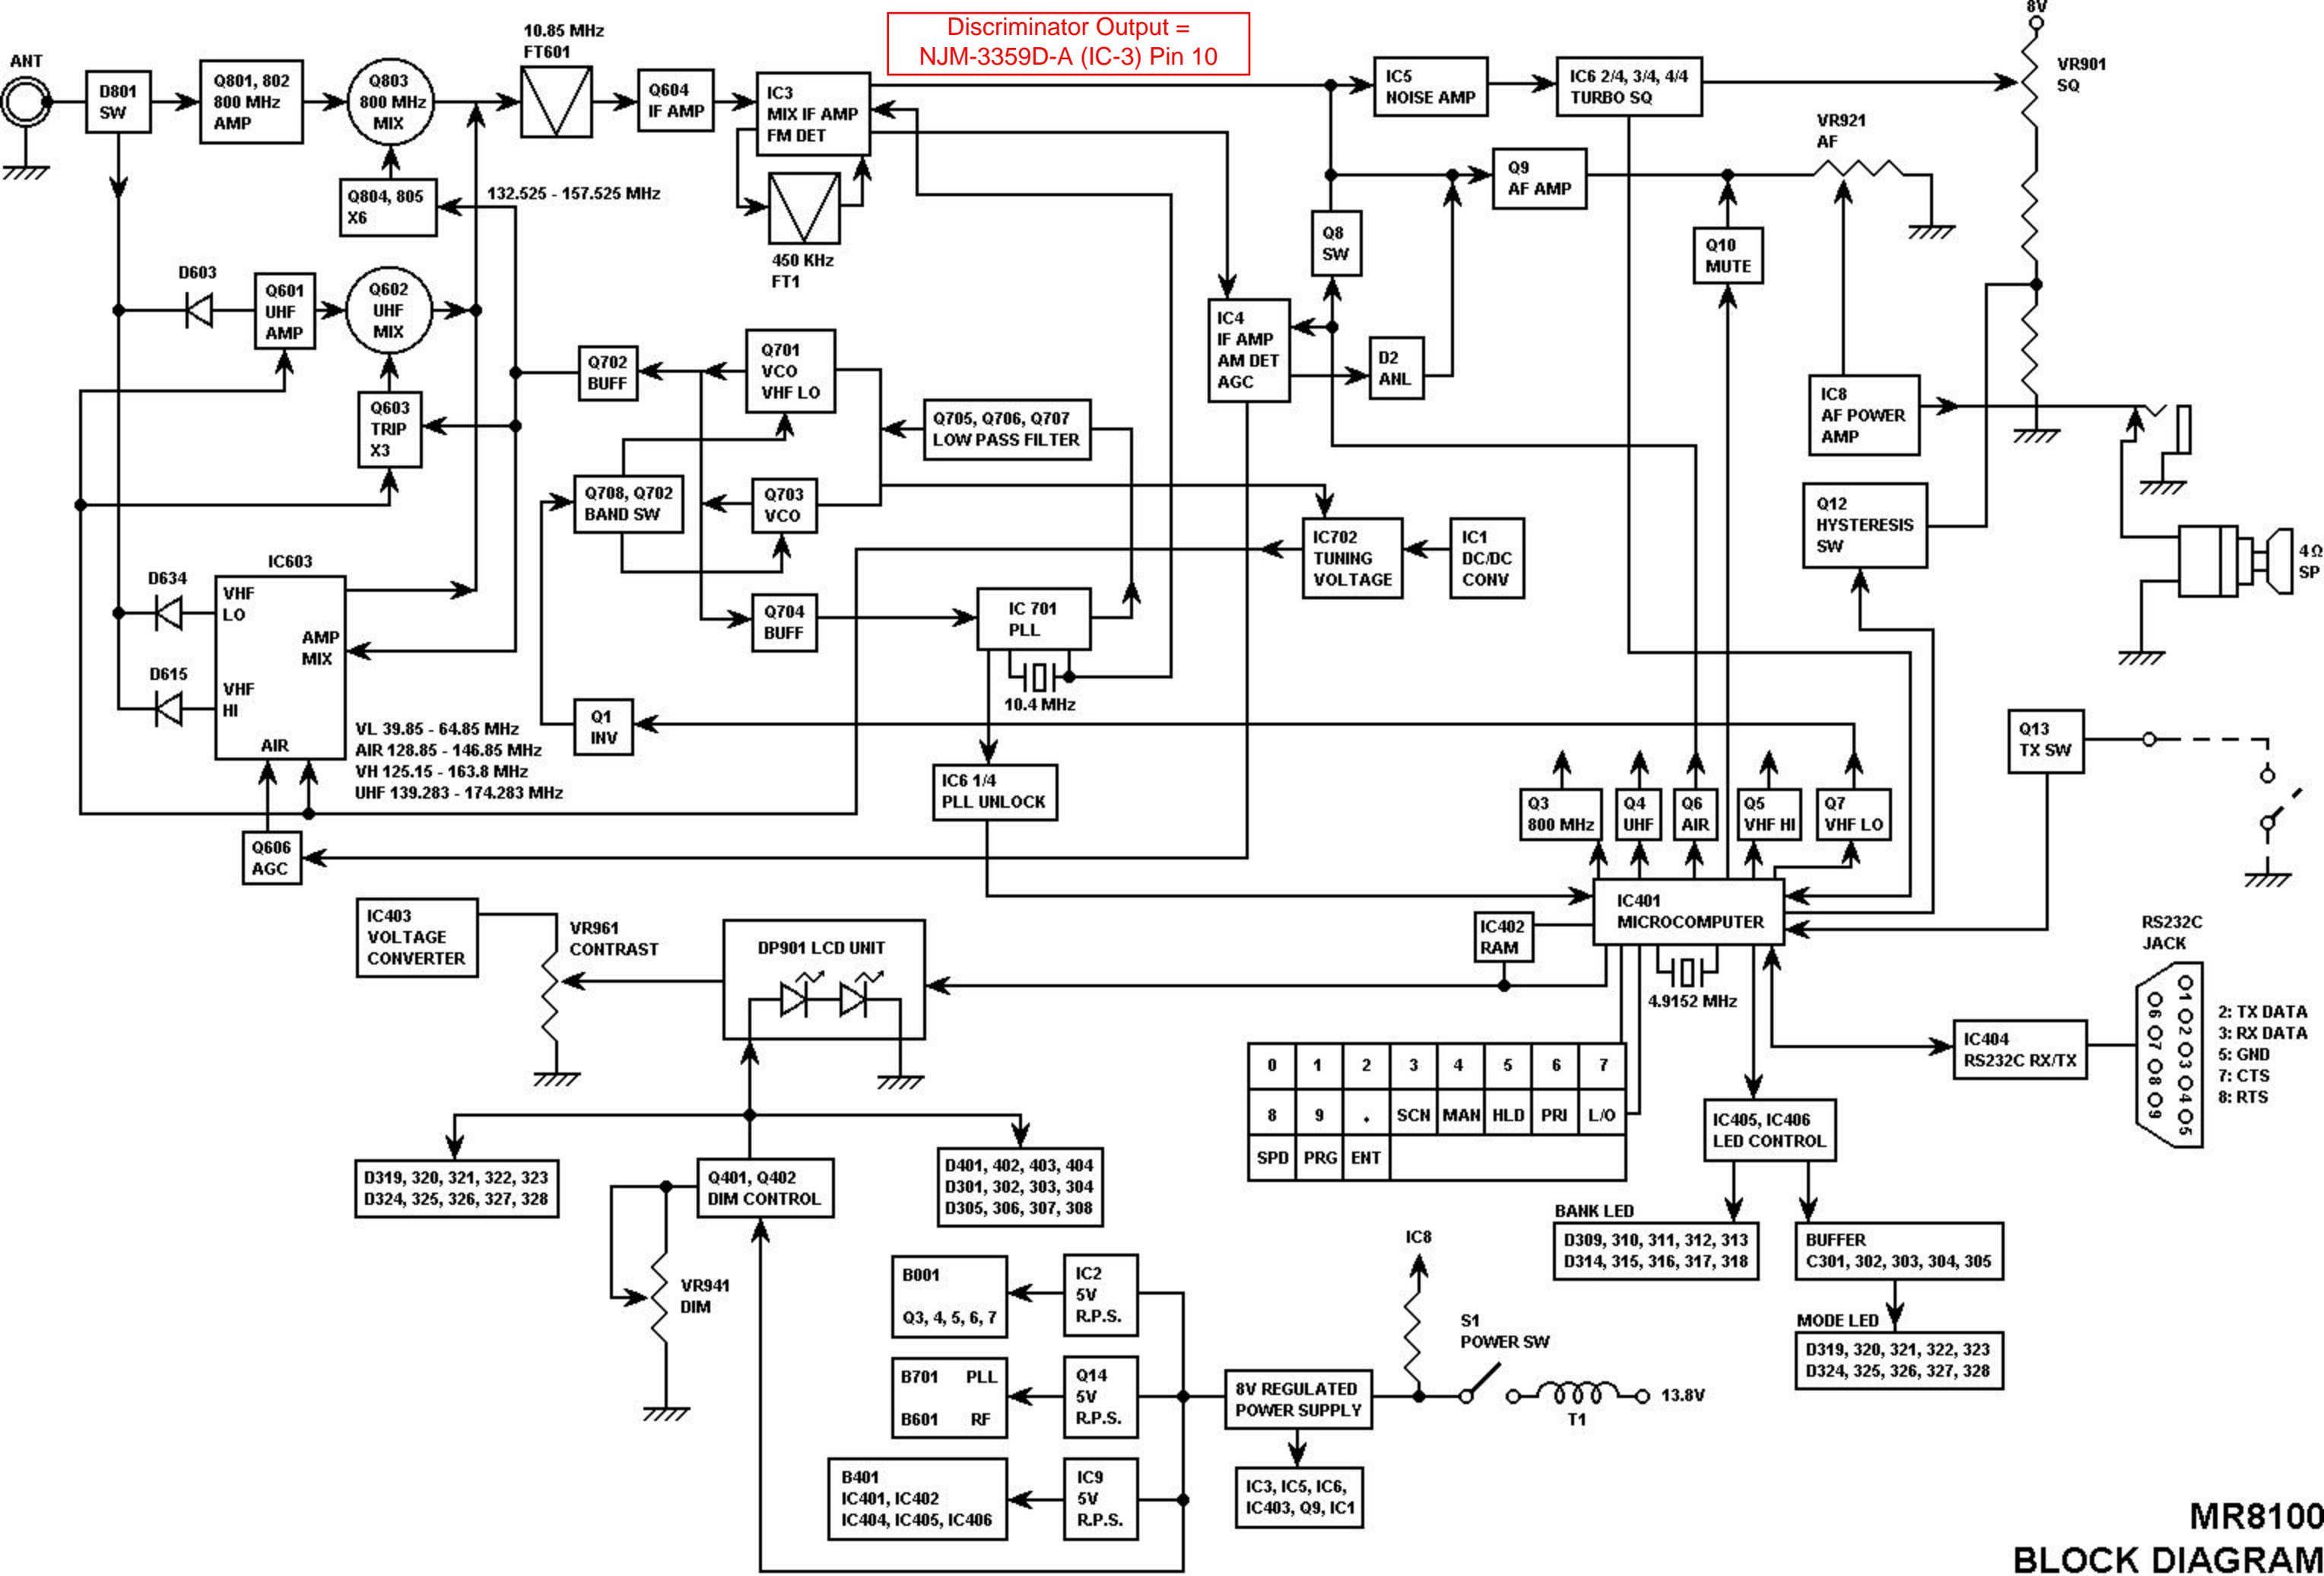 Discriminator Output =
NJM-3359D-A (IC-3) Pin 10
8V
VR901
SQ
ANT
D801
SW
Q801, 802
800 MHz
AMP
Q803
800 MHz
MIX
10.85 MHz
FT601
Q604
IF AMP
IC3
MIX IF AMP
FM DET
IC5
NOISE AMP
IC6 2/4, 3/4, 4/4
TURBO SQ
VR921
AF
Q9
AF AMP
Q804, 805
X6
132.525 - 157.525 MHz
450 KHz
FT1
Q8
SW
Q10
MUTE
D603
Q601
UHF
AMP
Q602
UHF
MIX
Q603
TRIP
X3
Q702
BUFF
Q701
VCO
VHF LO
IC4
IF AMP
AM DET
AGC
D2
ANL
Q705, Q706, Q707
LOW PASS FILTER
IC8
AF POWER
AMP
Q708, Q702
BAND SW
Q703
VCO
IC702
TUNING
VOLTAGE
IC1
DC/DC
CONV
Q12
HYSTERESIS
SW
4Ω
SP
IC603
D634
VHF
LO
AMP
MIX
D615
VHF
HI
AIR
Q704
BUFF
IC 701
PLL
10.4 MHz
Q1
INV
VL 39.85 - 64.85 MHz
AIR 128.85 - 146.85 MHz
VH 125.15 - 163.8 MHz
UHF 139.283 - 174.283 MHz
IC6 1/4
PLL UNLOCK
Q13
TX SW
Q3
800 MHz
Q4
UHF
Q6
AIR
Q5
VHF HI
Q7
VHF LO
Q606
AGC
IC403
VOLTAGE
CONVERTER
VR961
CONTRAST
DP901 LCD UNIT
IC402
RAM
IC401
MICROCOMPUTER
4.9152 MHz
RS232C
JACK
IC404
RS232C RX/TX
1 2 3 4 5
6 7 8 9
2: TX DATA
3: RX DATA
5: GND
7: CTS
8: RTS
0 1 2 3 4 5 6 7
8 9 . SCN MAN HLD PRI L/O
SPD PRG ENT
IC405, IC406
LED CONTROL
D319, 320, 321, 322, 323
D324, 325, 326, 327, 328
Q401, Q402
DIM CONTROL
D401, 402, 403, 404
D301, 302, 303, 304
D305, 306, 307, 308
VR941
DIM
BANK LED
D309, 310, 311, 312, 313
D314, 315, 316, 317, 318
BUFFER
C301, 302, 303, 304, 305
MODE LED
D319, 320, 321, 322, 323
D324, 325, 326, 327, 328
B001
Q3, 4, 5, 6, 7
IC2
5V
R.P.S.
IC8
S1
POWER SW
B701 PLL
B601 RF
Q14
5V
R.P.S.
8V REGULATED
POWER SUPPLY
T1
13.8V
B401
IC401, IC402
IC404, IC405, IC406
IC9
5V
R.P.S.
IC3, IC5, IC6,
IC403, Q9, IC1
MR8100
BLOCK DIAGRAM